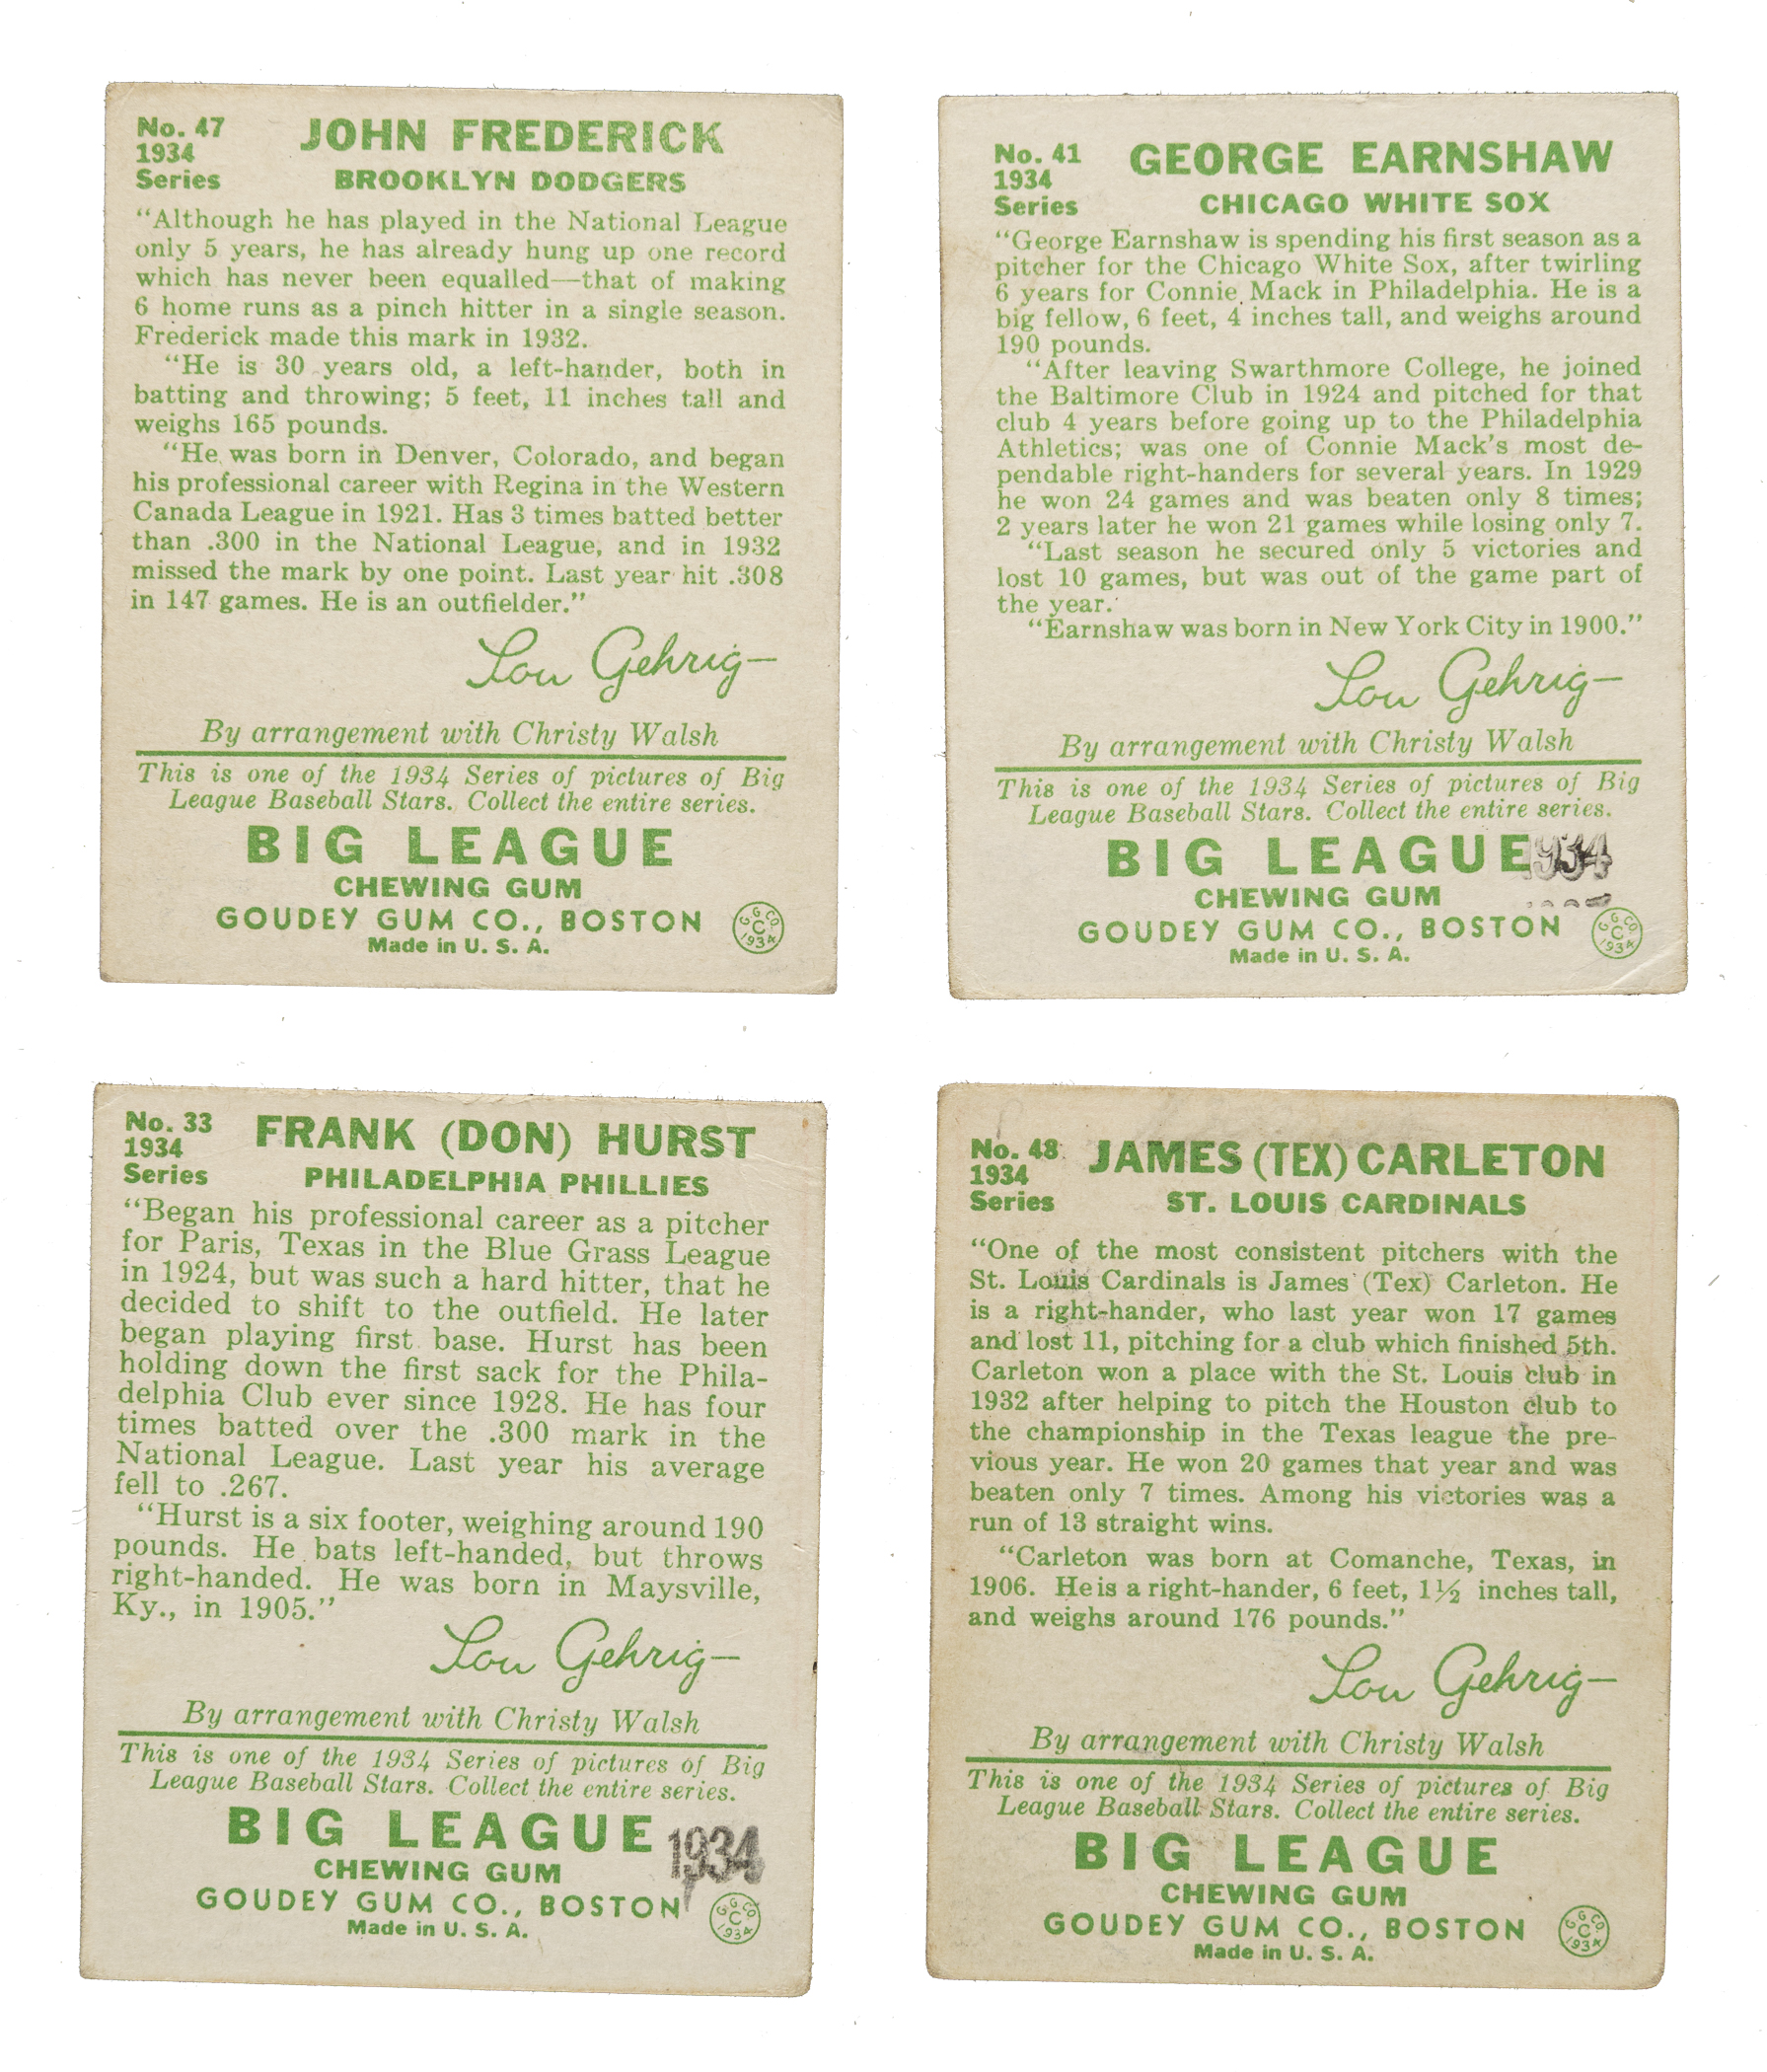 No. 47
1934
Series
JOHN FREDERICK
BROOKLYN DODGERS
“Although he has played in the National League
only 5 years, he has already hung up one record
which has never been equalled—that of making
6 home runs as a pinch hitter in a single season.
Frederick made this mark in 1932.
“He is 30 years old, a left-hander, both in
batting and throwing; 5 feet, 11 inches tall and
weighs 165 pounds.
“He was born in Denver, Colorado, and began
his professional career with Regina in the Western
Canada League in 1921. Has 3 times batted better
than .300 in the National League, and in 1932
missed the mark by one point. Last year hit .308
in 147 games. He is an outfielder.”
Lou Gehrig—
By arrangement with Christy Walsh
This is one of the 1934 Series of pictures of Big
League Baseball Stars. Collect the entire series.
BIG LEAGUE
CHEWING GUM
GOUDEY GUM CO., BOSTON
Made in U. S. A.
G. G. CO.
C
1934
No. 41
1934
Series
GEORGE EARNSHAW
CHICAGO WHITE SOX
“George Earnshaw is spending his first season as a
pitcher for the Chicago White Sox, after twirling
6 years for Connie Mack in Philadelphia. He is a
big fellow, 6 feet, 4 inches tall, and weighs around
190 pounds.
“After leaving Swarthmore College, he joined
the Baltimore Club in 1924 and pitched for that
club 4 years before going up to the Philadelphia
Athletics; was one of Connie Mack's most de-
pendable right-handers for several years. In 1929
he won 24 games and was beaten only 8 times;
2 years later he won 21 games while losing only 7.
“Last season he secured only 5 victories and
lost 10 games, but was out of the game part of
the year.
“Earnshaw was born in New York City in 1900.”
Lou Gehrig—
By arrangement with Christy Walsh
This is one of the 1934 Series of pictures of Big
League Baseball Stars. Collect the entire series.
BIG LEAGUE
1934
CHEWING GUM
GOUDEY GUM CO., BOSTON
Made in U. S. A.
G. G. CO.
C
1934
No. 33
1934
Series
FRANK (DON) HURST
PHILADELPHIA PHILLIES
“Began his professional career as a pitcher
for Paris, Texas in the Blue Grass League
in 1924, but was such a hard hitter, that he
decided to shift to the outfield. He later
began playing first base. Hurst has been
holding down the first sack for the Phila-
delphia Club ever since 1928. He has four
times batted over the .300 mark in the
National League. Last year his average
fell to .267.
“Hurst is a six footer, weighing around 190
pounds. He bats left-handed, but throws
right-handed. He was born in Maysville,
Ky., in 1905.”
Lou Gehrig—
By arrangement with Christy Walsh
This is one of the 1934 Series of pictures of Big
League Baseball Stars. Collect the entire series.
BIG LEAGUE
1934
CHEWING GUM
GOUDEY GUM CO., BOSTON
Made in U. S. A.
G. G. CO.
C
1934
No. 48
1934
Series
JAMES (TEX) CARLETON
ST. LOUIS CARDINALS
“One of the most consistent pitchers with the
St. Louis Cardinals is James (Tex) Carleton. He
is a right-hander, who last year won 17 games
and lost 11, pitching for a club which finished 5th.
Carleton won a place with the St. Louis club in
1932 after helping to pitch the Houston club to
the championship in the Texas league the pre-
vious year. He won 20 games that year and was
beaten only 7 times. Among his victories was a
run of 13 straight wins.
“Carleton was born at Comanche, Texas, in
1906. He is a right-hander, 6 feet, 1½ inches tall,
and weighs around 176 pounds.”
Lou Gehrig—
By arrangement with Christy Walsh
This is one of the 1934 Series of pictures of Big
League Baseball Stars. Collect the entire series.
BIG LEAGUE
CHEWING GUM
GOUDEY GUM CO., BOSTON
Made in U. S. A.
G. G. CO.
C
1934